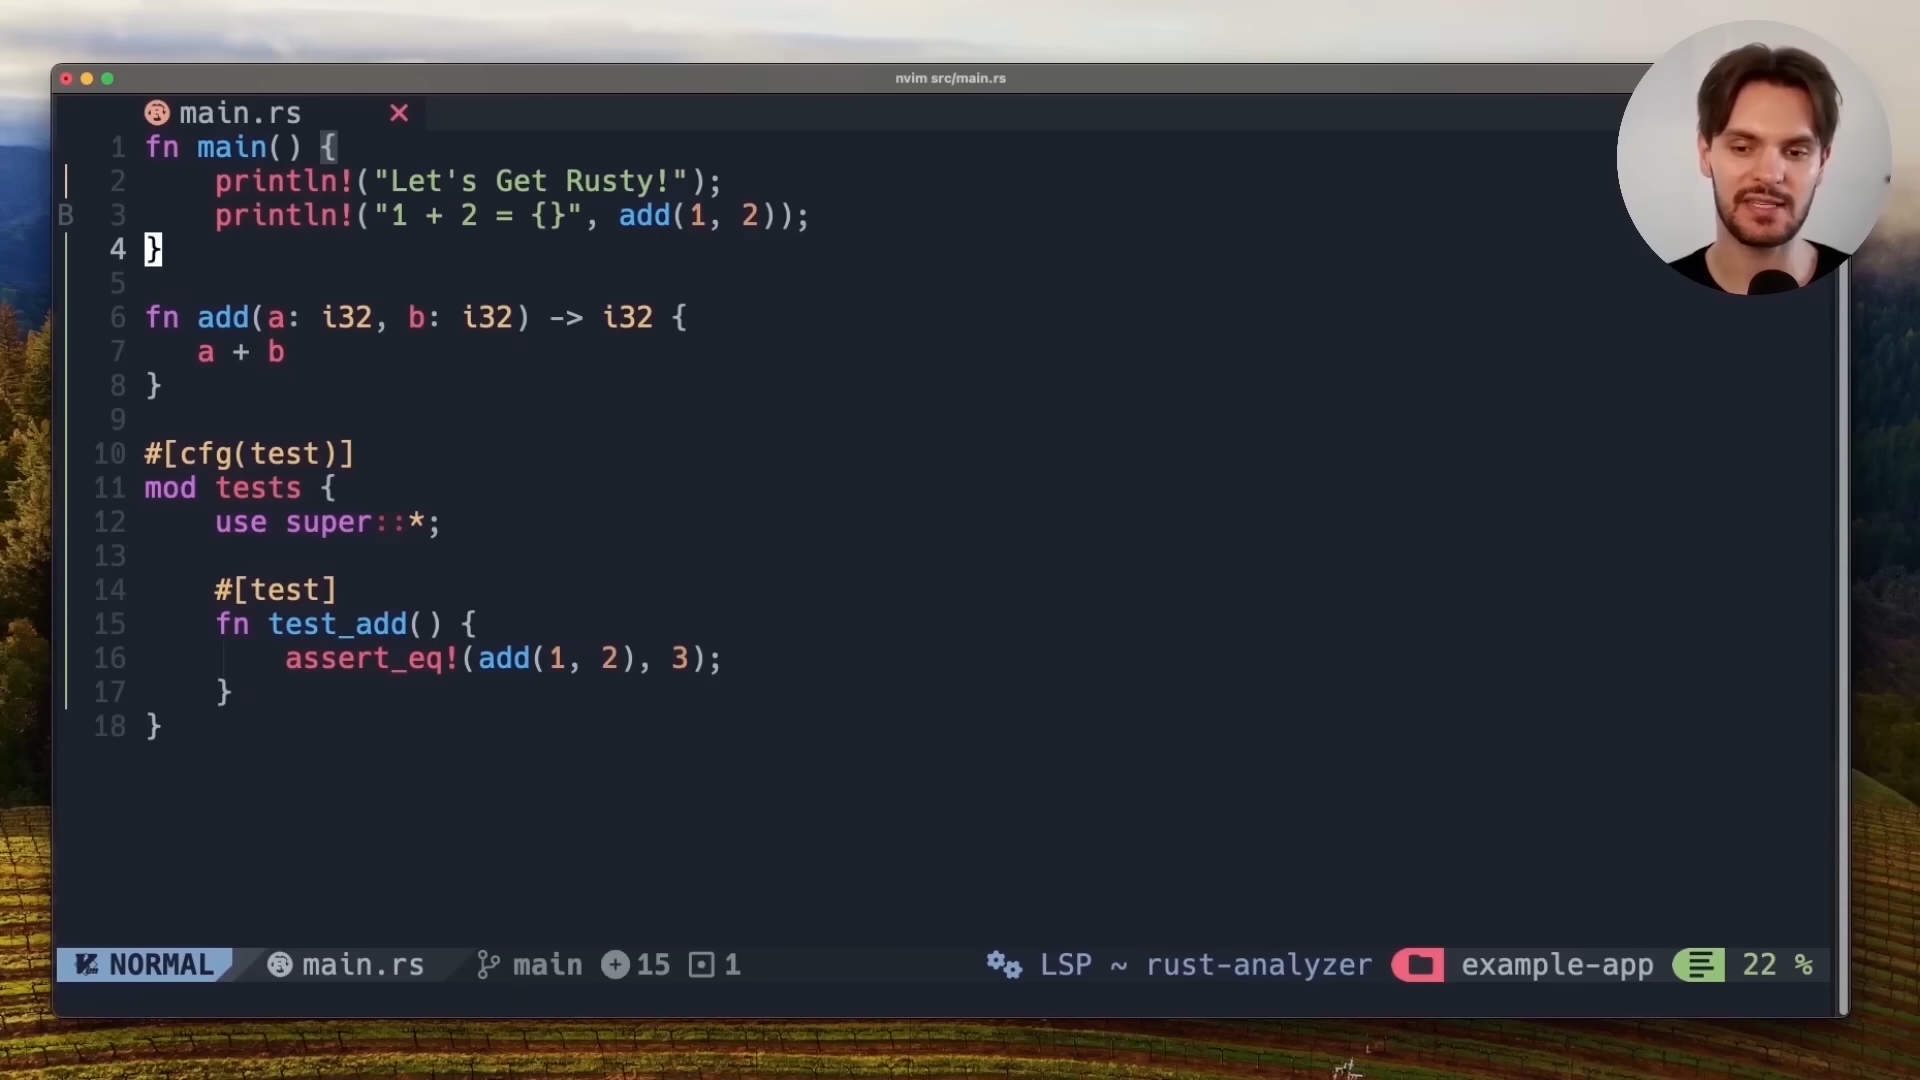 nvim src/main.rs
main.rs
1 fn main() {
2 println!("Let's Get Rusty!");
B 3 println!("1 + 2 = {}", add(1, 2));
4 }
5
6 fn add(a: i32, b: i32) -> i32 {
7 a + b
8 }
9
10 #[cfg(test)]
11 mod tests {
12 use super::*;
13
14 #[test]
15 fn test_add() {
16 assert_eq!(add(1, 2), 3);
17 }
18 }
NORMAL main.rs main 15 1 LSP ~ rust-analyzer example-app 22 %